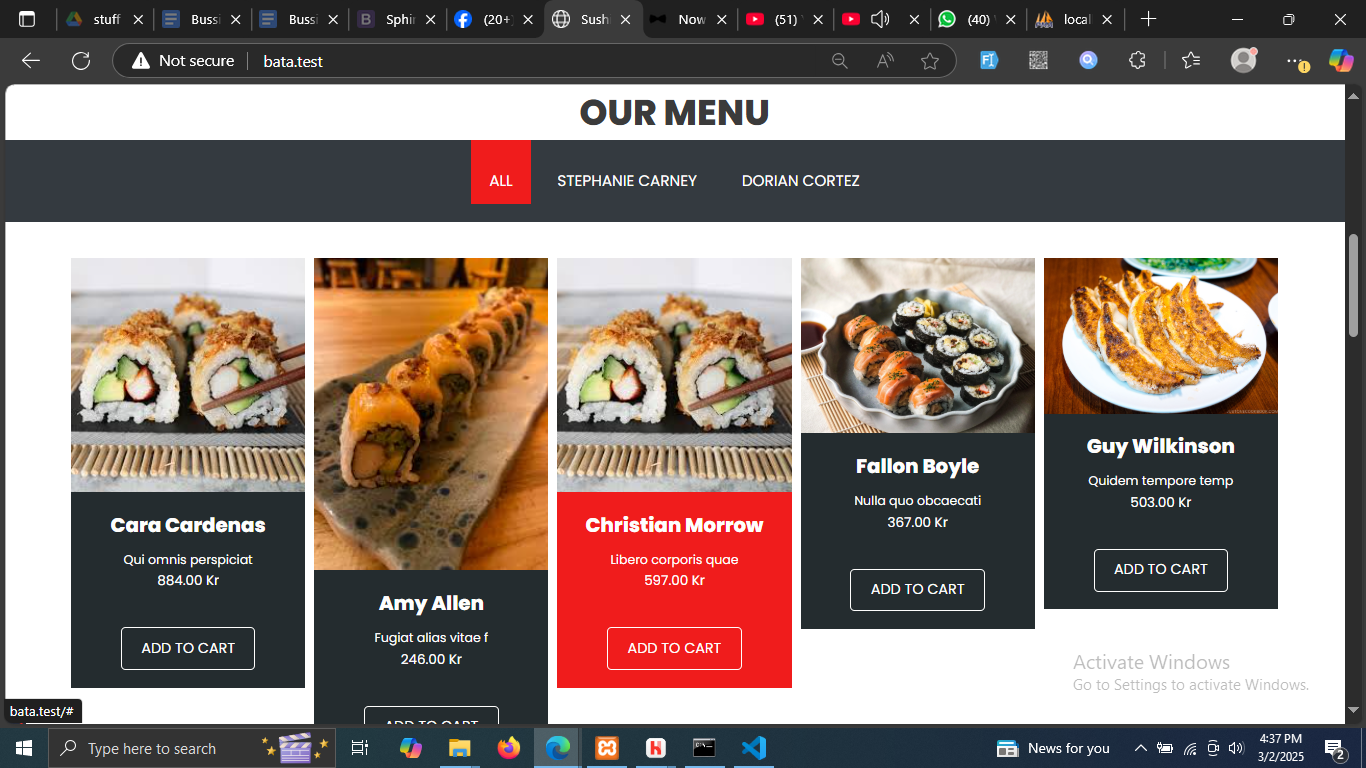 stuff
Bussi
Bussi
Sphir
(20+
Sush
Now
(51)
(40)
local
Not secure
bata.test
OUR MENU
ALL STEPHANIE CARNEY DORIAN CORTEZ
Cara Cardenas
Qui omnis perspiciat
884.00 Kr
ADD TO CART
Amy Allen
Fugiat alias vitae f
246.00 Kr
ADD TO CART
Christian Morrow
Libero corporis quae
597.00 Kr
ADD TO CART
Fallon Boyle
Nulla quo obcaecati
367.00 Kr
ADD TO CART
Guy Wilkinson
Quidem tempore temp
503.00 Kr
ADD TO CART
Activate Windows
Go to Settings to activate Windows.
bata.test/#
Type here to search
News for you
4:37 PM
3/2/2025
2